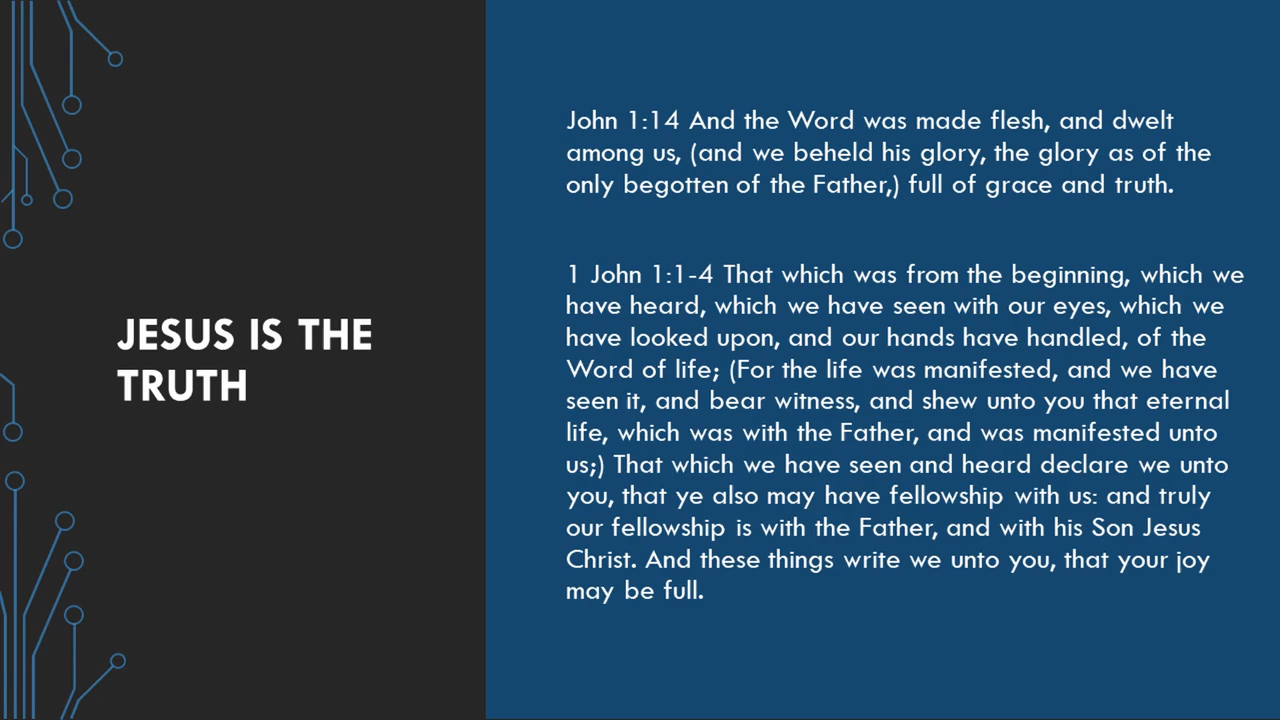 JESUS IS THE
TRUTH
John 1:14 And the Word was made flesh, and dwelt
among us, (and we beheld his glory, the glory as of the
only begotten of the Father,) full of grace and truth.
1 John 1:1-4 That which was from the beginning, which we
have heard, which we have seen with our eyes, which we
have looked upon, and our hands have handled, of the
Word of life; (For the life was manifested, and we have
seen it, and bear witness, and shew unto you that eternal
life, which was with the Father, and was manifested unto
us;) That which we have seen and heard declare we unto
you, that ye also may have fellowship with us: and truly
our fellowship is with the Father, and with his Son Jesus
Christ. And these things write we unto you, that your joy
may be full.